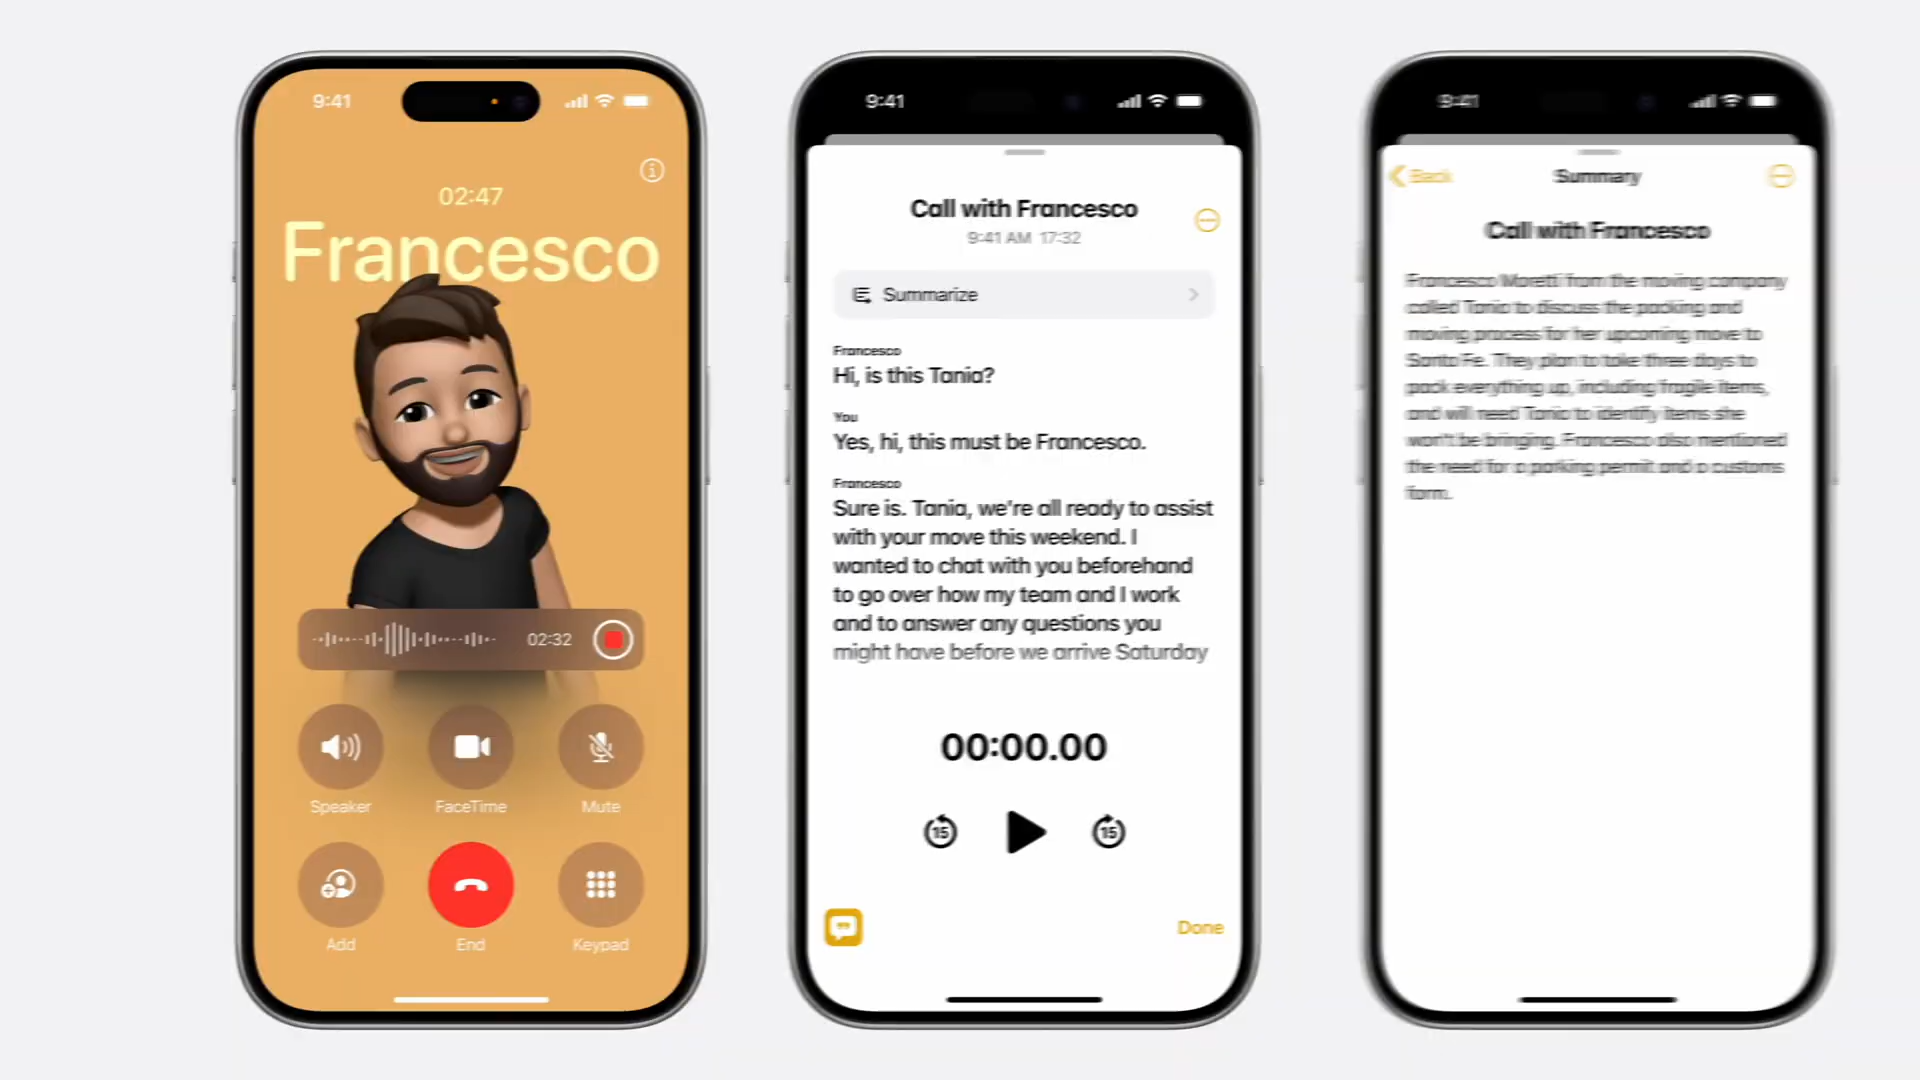 9:41
02:47
Francesco
02:32
Speaker
FaceTime
Mute
Add
End
Keypad
9:41
Call with Francesco
9:41 AM 17:32
Summarize
Francesco
Hi, is this Tania?
You
Yes, hi, this must be Francesco.
Francesco
Sure is. Tania, we're all ready to assist
with your move this weekend. I
wanted to chat with you beforehand
to go over how my team and I work
and to answer any questions you
might have before we arrive Saturday
00:00.00
15
15
Done
9:41
Back
Summary
Call with Francesco
Francesco Moretti from the moving company
called Tania to discuss the packing and
moving process for her upcoming move to
Santa Fe. They plan to take three days to
pack everything up, including fragile items,
and will need Tania to identify items she
won't be bringing. Francesco also mentioned
the need for a parking permit and a customs
form.